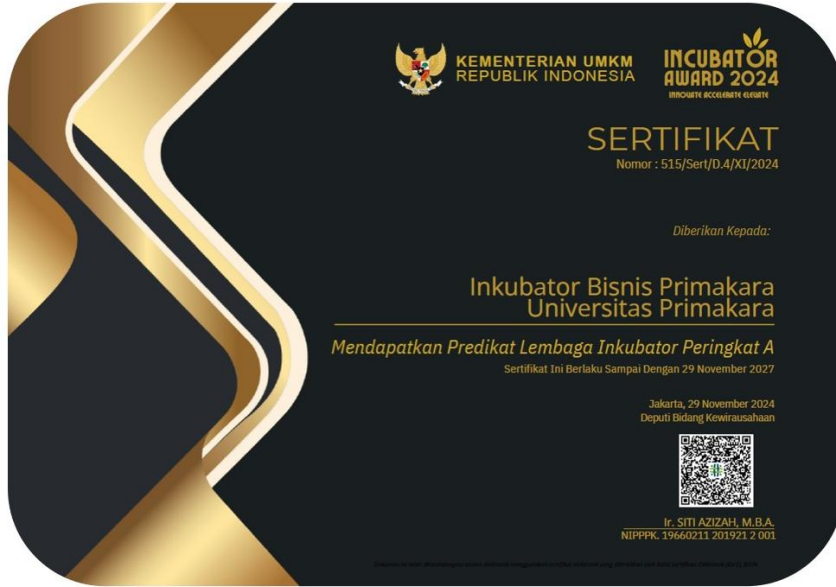 KEMENTERIAN UMKM
REPUBLIK INDONESIA
INCUBATOR
AWARD 2024
INNOVATE ACCELERATE ELEVATE
SERTIFIKAT
Nomor : 515/Sert/D.4/XI/2024
Diberikan Kepada:
Inkubator Bisnis Primakara
Universitas Primakara
Mendapatkan Predikat Lembaga Inkubator Peringkat A
Sertifikat Ini Berlaku Sampai Dengan 29 November 2027
Jakarta, 29 November 2024
Deputi Bidang Kewirausahaan
Ir. SITI AZIZAH, M.B.A.
NIPPPK. 19660211 201921 2 001